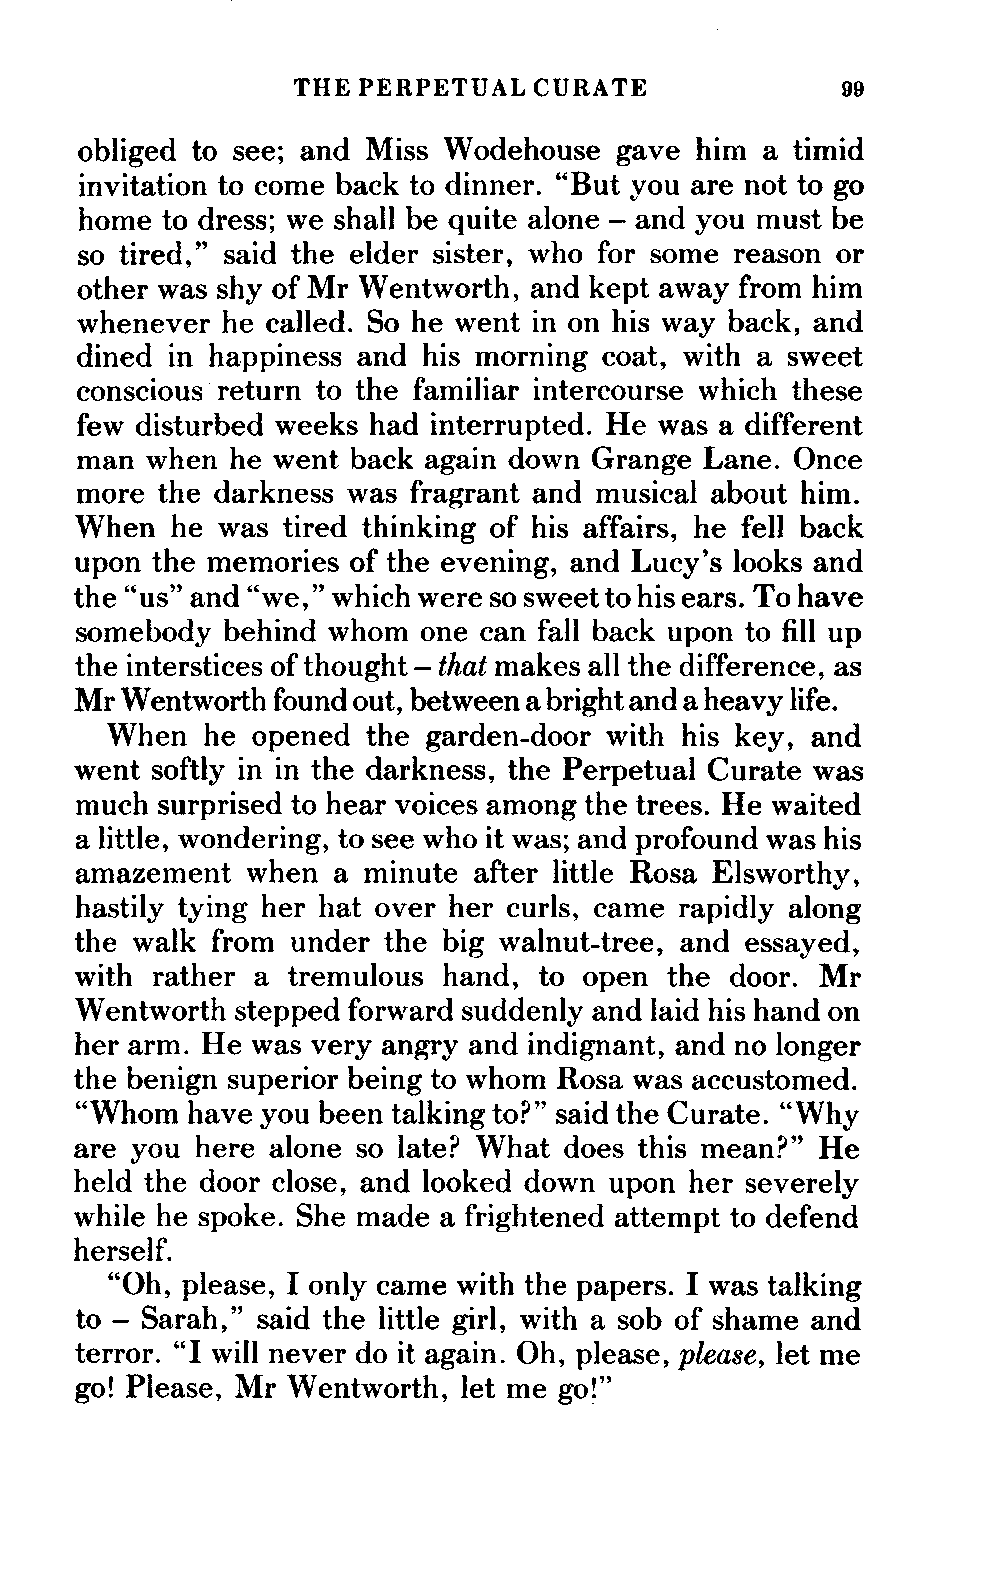 THE PERPETUAL CURATE 99
obliged to see; and Miss Wodehouse gave him a timid
invitation to come back to dinner. “But you are not to go
home to dress; we shall be quite alone – and you must be
so tired,” said the elder sister, who for some reason or
other was shy of Mr Wentworth, and kept away from him
whenever he called. So he went in on his way back, and
dined in happiness and his morning coat, with a sweet
conscious return to the familiar intercourse which these
few disturbed weeks had interrupted. He was a different
man when he went back again down Grange Lane. Once
more the darkness was fragrant and musical about him.
When he was tired thinking of his affairs, he fell back
upon the memories of the evening, and Lucy’s looks and
the “us” and “we,” which were so sweet to his ears. To have
somebody behind whom one can fall back upon to fill up
the interstices of thought – that makes all the difference, as
Mr Wentworth found out, between a bright and a heavy life.
When he opened the garden-door with his key, and
went softly in in the darkness, the Perpetual Curate was
much surprised to hear voices among the trees. He waited
a little, wondering, to see who it was; and profound was his
amazement when a minute after little Rosa Elsworthy,
hastily tying her hat over her curls, came rapidly along
the walk from under the big walnut-tree, and essayed,
with rather a tremulous hand, to open the door. Mr
Wentworth stepped forward suddenly and laid his hand on
her arm. He was very angry and indignant, and no longer
the benign superior being to whom Rosa was accustomed.
“Whom have you been talking to?” said the Curate. “Why
are you here alone so late? What does this mean?” He
held the door close, and looked down upon her severely
while he spoke. She made a frightened attempt to defend
herself.
“Oh, please, I only came with the papers. I was talking
to – Sarah,” said the little girl, with a sob of shame and
terror. “I will never do it again. Oh, please, please, let me
go! Please, Mr Wentworth, let me go!”